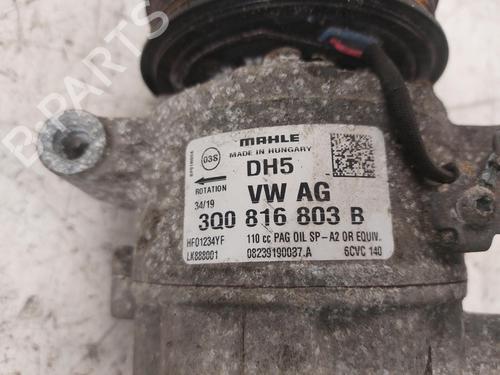 B-PARTS
MAHLE
03S
MADE IN HUNGARY
DH5
ROTATION
VW AG
34/19
3Q0 816 803 B
HFO1234YF
110 cc PAG OIL SP-A2 OR EQUIV.
LK888001
08239190037.A
6CVC 140